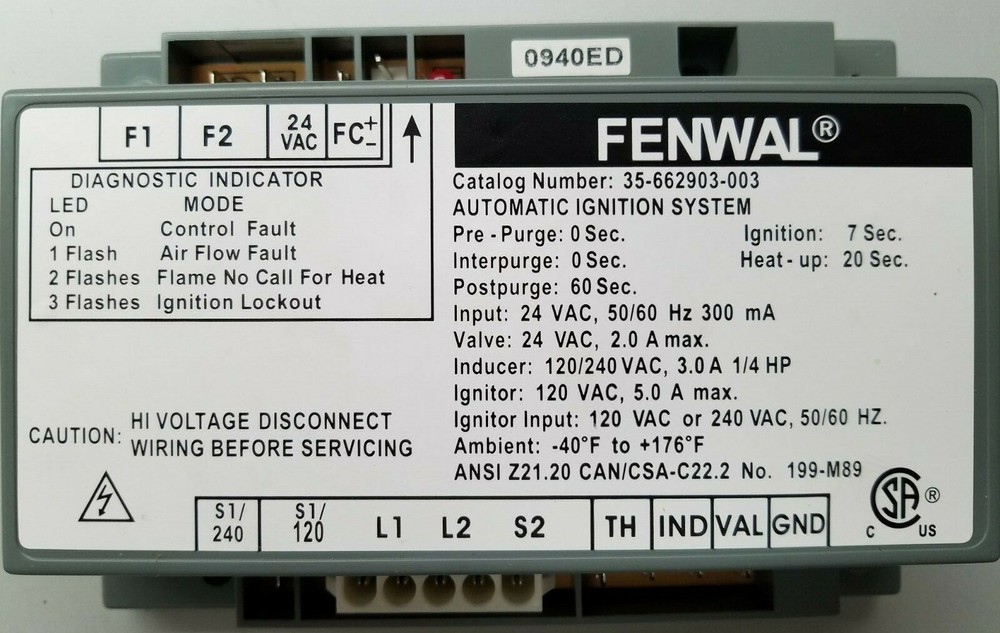 0940ED
F1 F2 24 VAC FC+-
FENWAL®
DIAGNOSTIC INDICATOR
LED MODE
On Control Fault
1 Flash Air Flow Fault
2 Flashes Flame No Call For Heat
3 Flashes Ignition Lockout
Catalog Number: 35-662903-003
AUTOMATIC IGNITION SYSTEM
Pre - Purge: 0 Sec. Ignition: 7 Sec.
Interpurge: 0 Sec. Heat - up: 20 Sec.
Postpurge: 60 Sec.
Input: 24 VAC, 50/60 Hz 300 mA
Valve: 24 VAC, 2.0 A max.
Inducer: 120/240 VAC, 3.0 A 1/4 HP
Ignitor: 120 VAC, 5.0 A max.
Ignitor Input: 120 VAC or 240 VAC, 50/60 HZ.
Ambient: -40°F to +176°F
ANSI Z21.20 CAN/CSA-C22.2 No. 199-M89
CAUTION: HI VOLTAGE DISCONNECT
WIRING BEFORE SERVICING
S1/240 S1/120 L1 L2 S2 TH IND VAL GND
C SA US ®